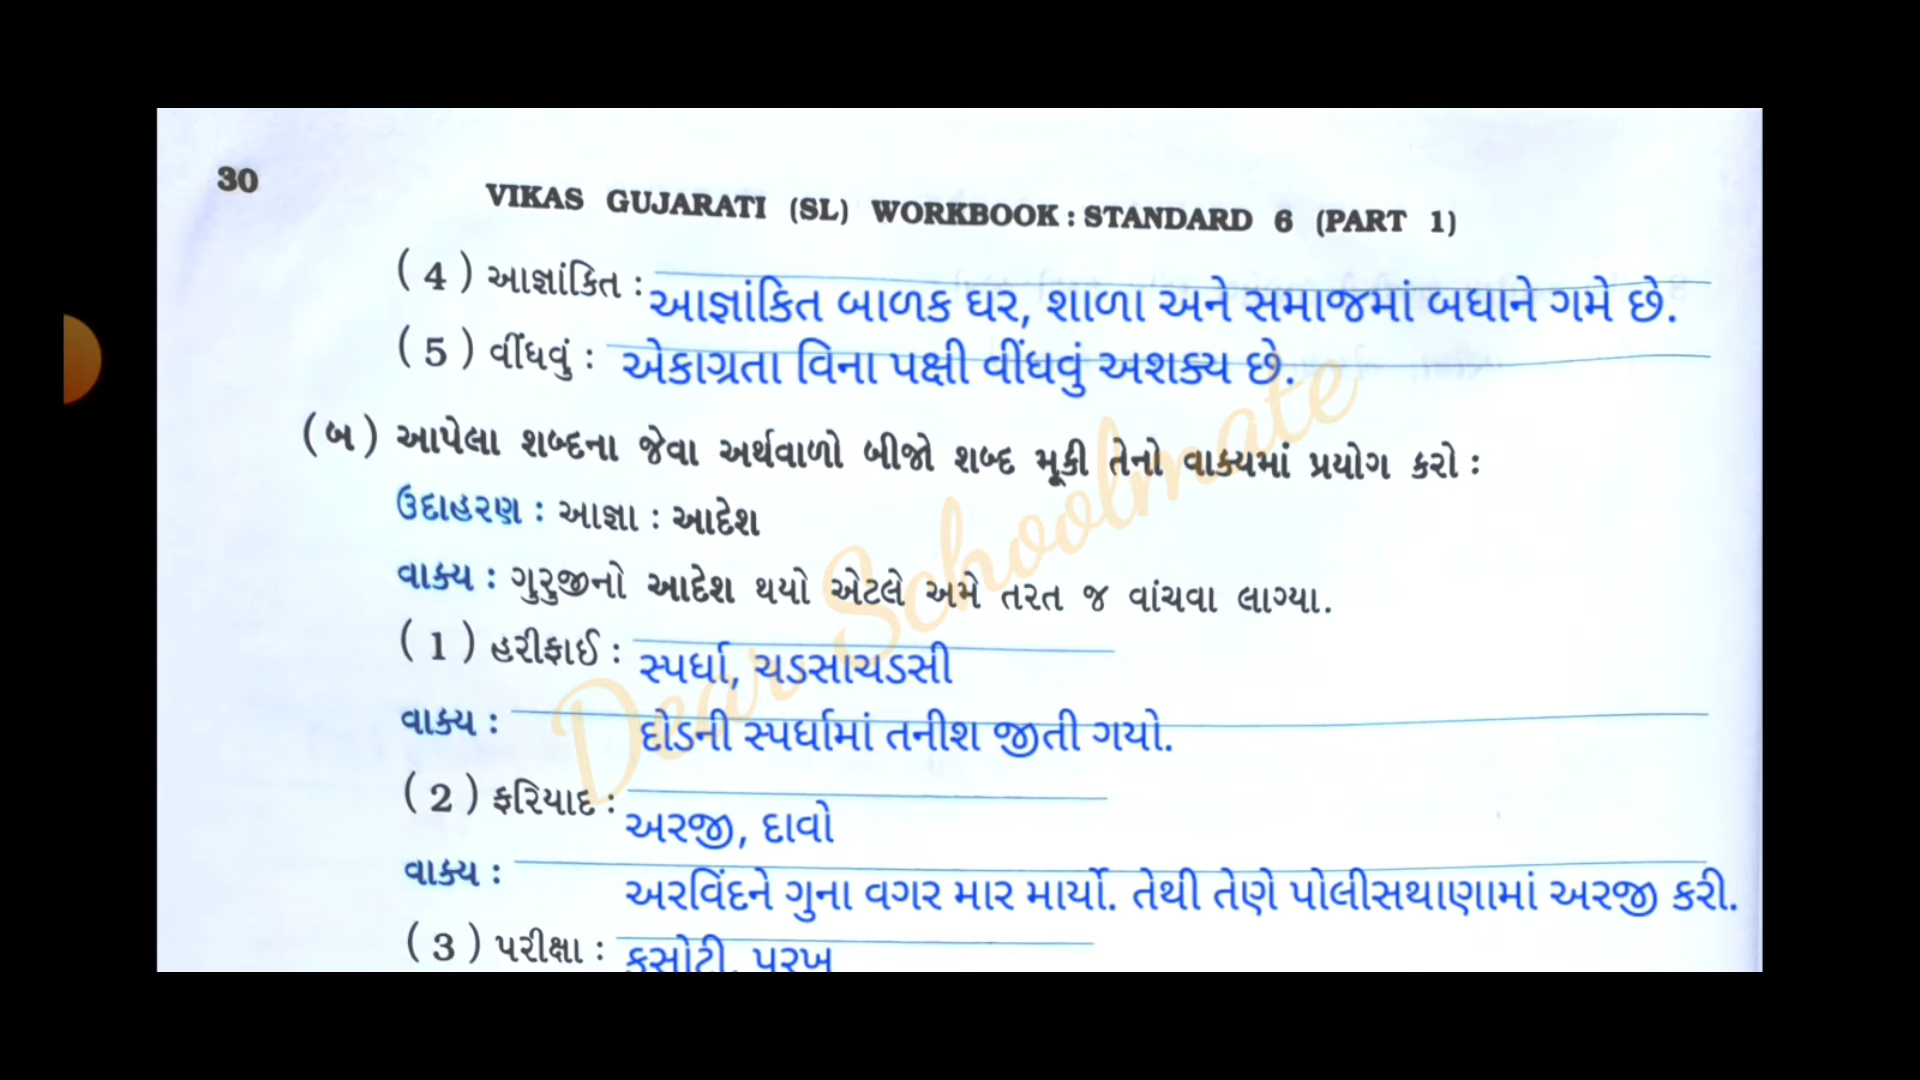 30
VIKAS GUJARATI (SL) WORKBOOK : STANDARD 6 (PART 1)
( 4 ) આજ્ઞાંકિત : આજ્ઞાંકિત બાળક ઘર, શાળા અને સમાજમાં બધાને ગમે છે.
( 5 ) વીંધવું : એકાગ્રતા વિના પક્ષી વીંધવું અશક્ય છે.
( બ ) આપેલા શબ્દના જેવા અર્થવાળો બીજો શબ્દ મૂકી તેનો વાક્યમાં પ્રયોગ કરો :
ઉદાહરણ : આજ્ઞા : આદેશ
વાક્ય : ગુરુજીનો આદેશ થયો એટલે અમે તરત જ વાંચવા લાગ્યા.
( 1 ) હરીફાઈ : સ્પર્ધા, ચડસાચડસી
વાક્ય : દોડની સ્પર્ધામાં તનીશ જીતી ગયો.
( 2 ) ફરિયાદ : અરજી, દાવો
વાક્ય : અરવિંદને ગુના વગર માર માર્યો. તેથી તેણે પોલીસથાણામાં અરજી કરી.
( 3 ) પરીક્ષા : કસોટી, પરખ
Dear Schoolmate